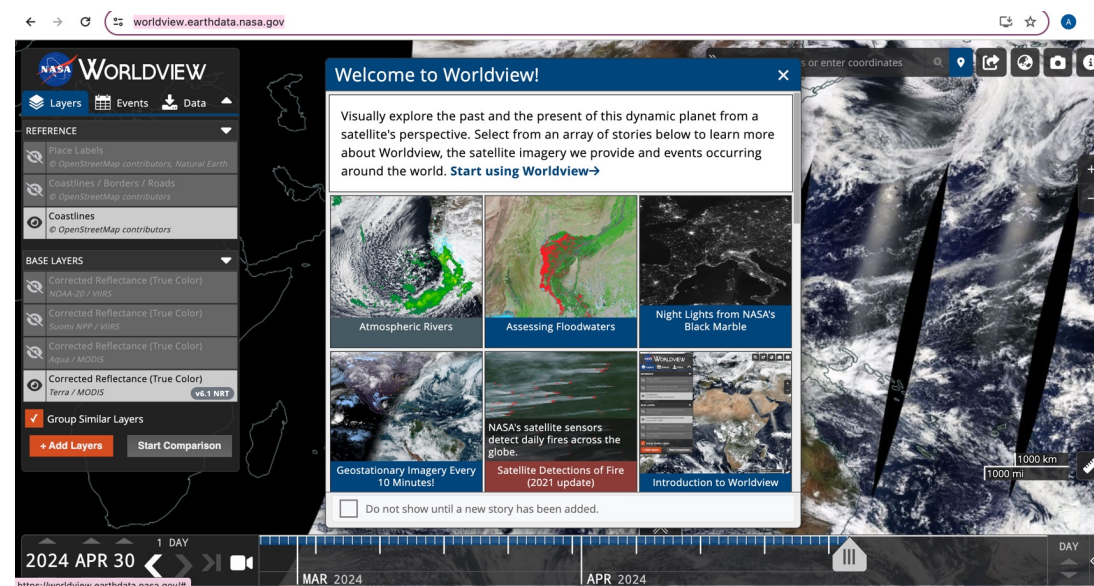 worldview.earthdata.nasa.gov
A
NASA WORLDVIEW
Layers Events Data
REFERENCE
Place Labels
© OpenStreetMap contributors, Natural Earth
Coastlines / Borders / Roads
© OpenStreetMap contributors
Coastlines
© OpenStreetMap contributors
BASE LAYERS
Corrected Reflectance (True Color)
NOAA-20 / VIIRS
Corrected Reflectance (True Color)
Suomi NPP / VIIRS
Corrected Reflectance (True Color)
Aqua / MODIS
Corrected Reflectance (True Color)
Terra / MODIS v6.1 NRT
Group Similar Layers
+ Add Layers Start Comparison
Welcome to Worldview!
Visually explore the past and the present of this dynamic planet from a
satellite's perspective. Select from an array of stories below to learn more
about Worldview, the satellite imagery we provide and events occurring
around the world. Start using Worldview→
Atmospheric Rivers
Assessing Floodwaters
Night Lights from NASA's
Black Marble
Geostationary Imagery Every
10 Minutes!
NASA's satellite sensors
detect daily fires across the
globe.
Satellite Detections of Fire
(2021 update)
Introduction to Worldview
Do not show until a new story has been added.
s or enter coordinates
1000 km
1000 mi
1 DAY
2024 APR 30
MAR 2024
APR 2024
DAY
https://worldview.earthdata.nasa.gov/#